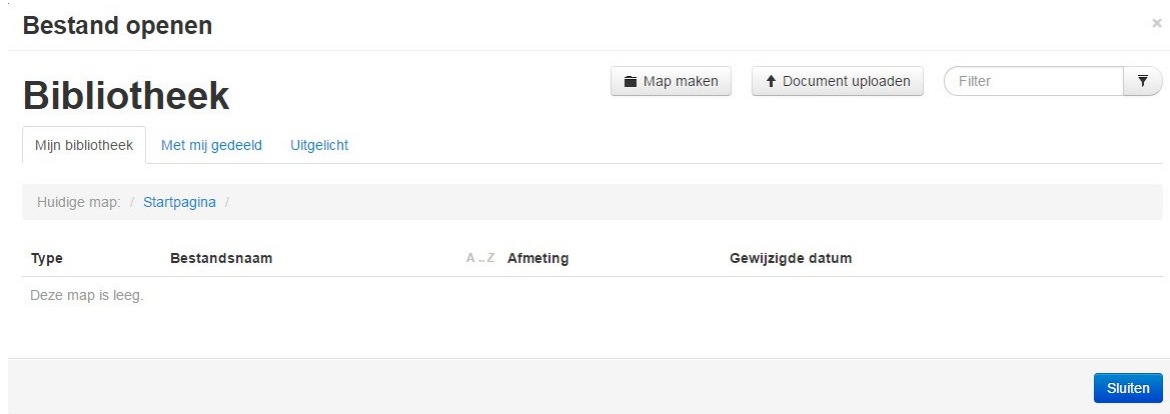 Bestand openen ×
Bibliotheek
Map maken Document uploaden Filter
Mijn bibliotheek Met mij gedeeld Uitgelicht
Huidige map: / Startpagina /
Type Bestandsnaam A..Z Afmeting Gewijzigde datum
Deze map is leeg.
Sluiten